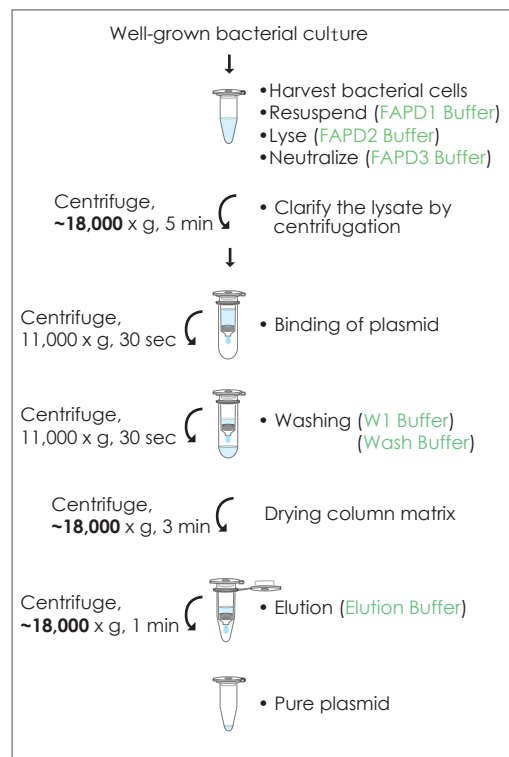 Well-grown bacterial culture
•Harvest bacterial cells
•Resuspend (FAPD1 Buffer)
•Lyse (FAPD2 Buffer)
•Neutralize (FAPD3 Buffer)
Centrifuge,
~18,000 x g, 5 min
• Clarify the lysate by
centrifugation
Centrifuge,
11,000 x g, 30 sec
• Binding of plasmid
Centrifuge,
11,000 x g, 30 sec
• Washing (W1 Buffer)
(Wash Buffer)
Centrifuge,
~18,000 x g, 3 min
Drying column matrix
Centrifuge,
~18,000 x g, 1 min
• Elution (Elution Buffer)
• Pure plasmid